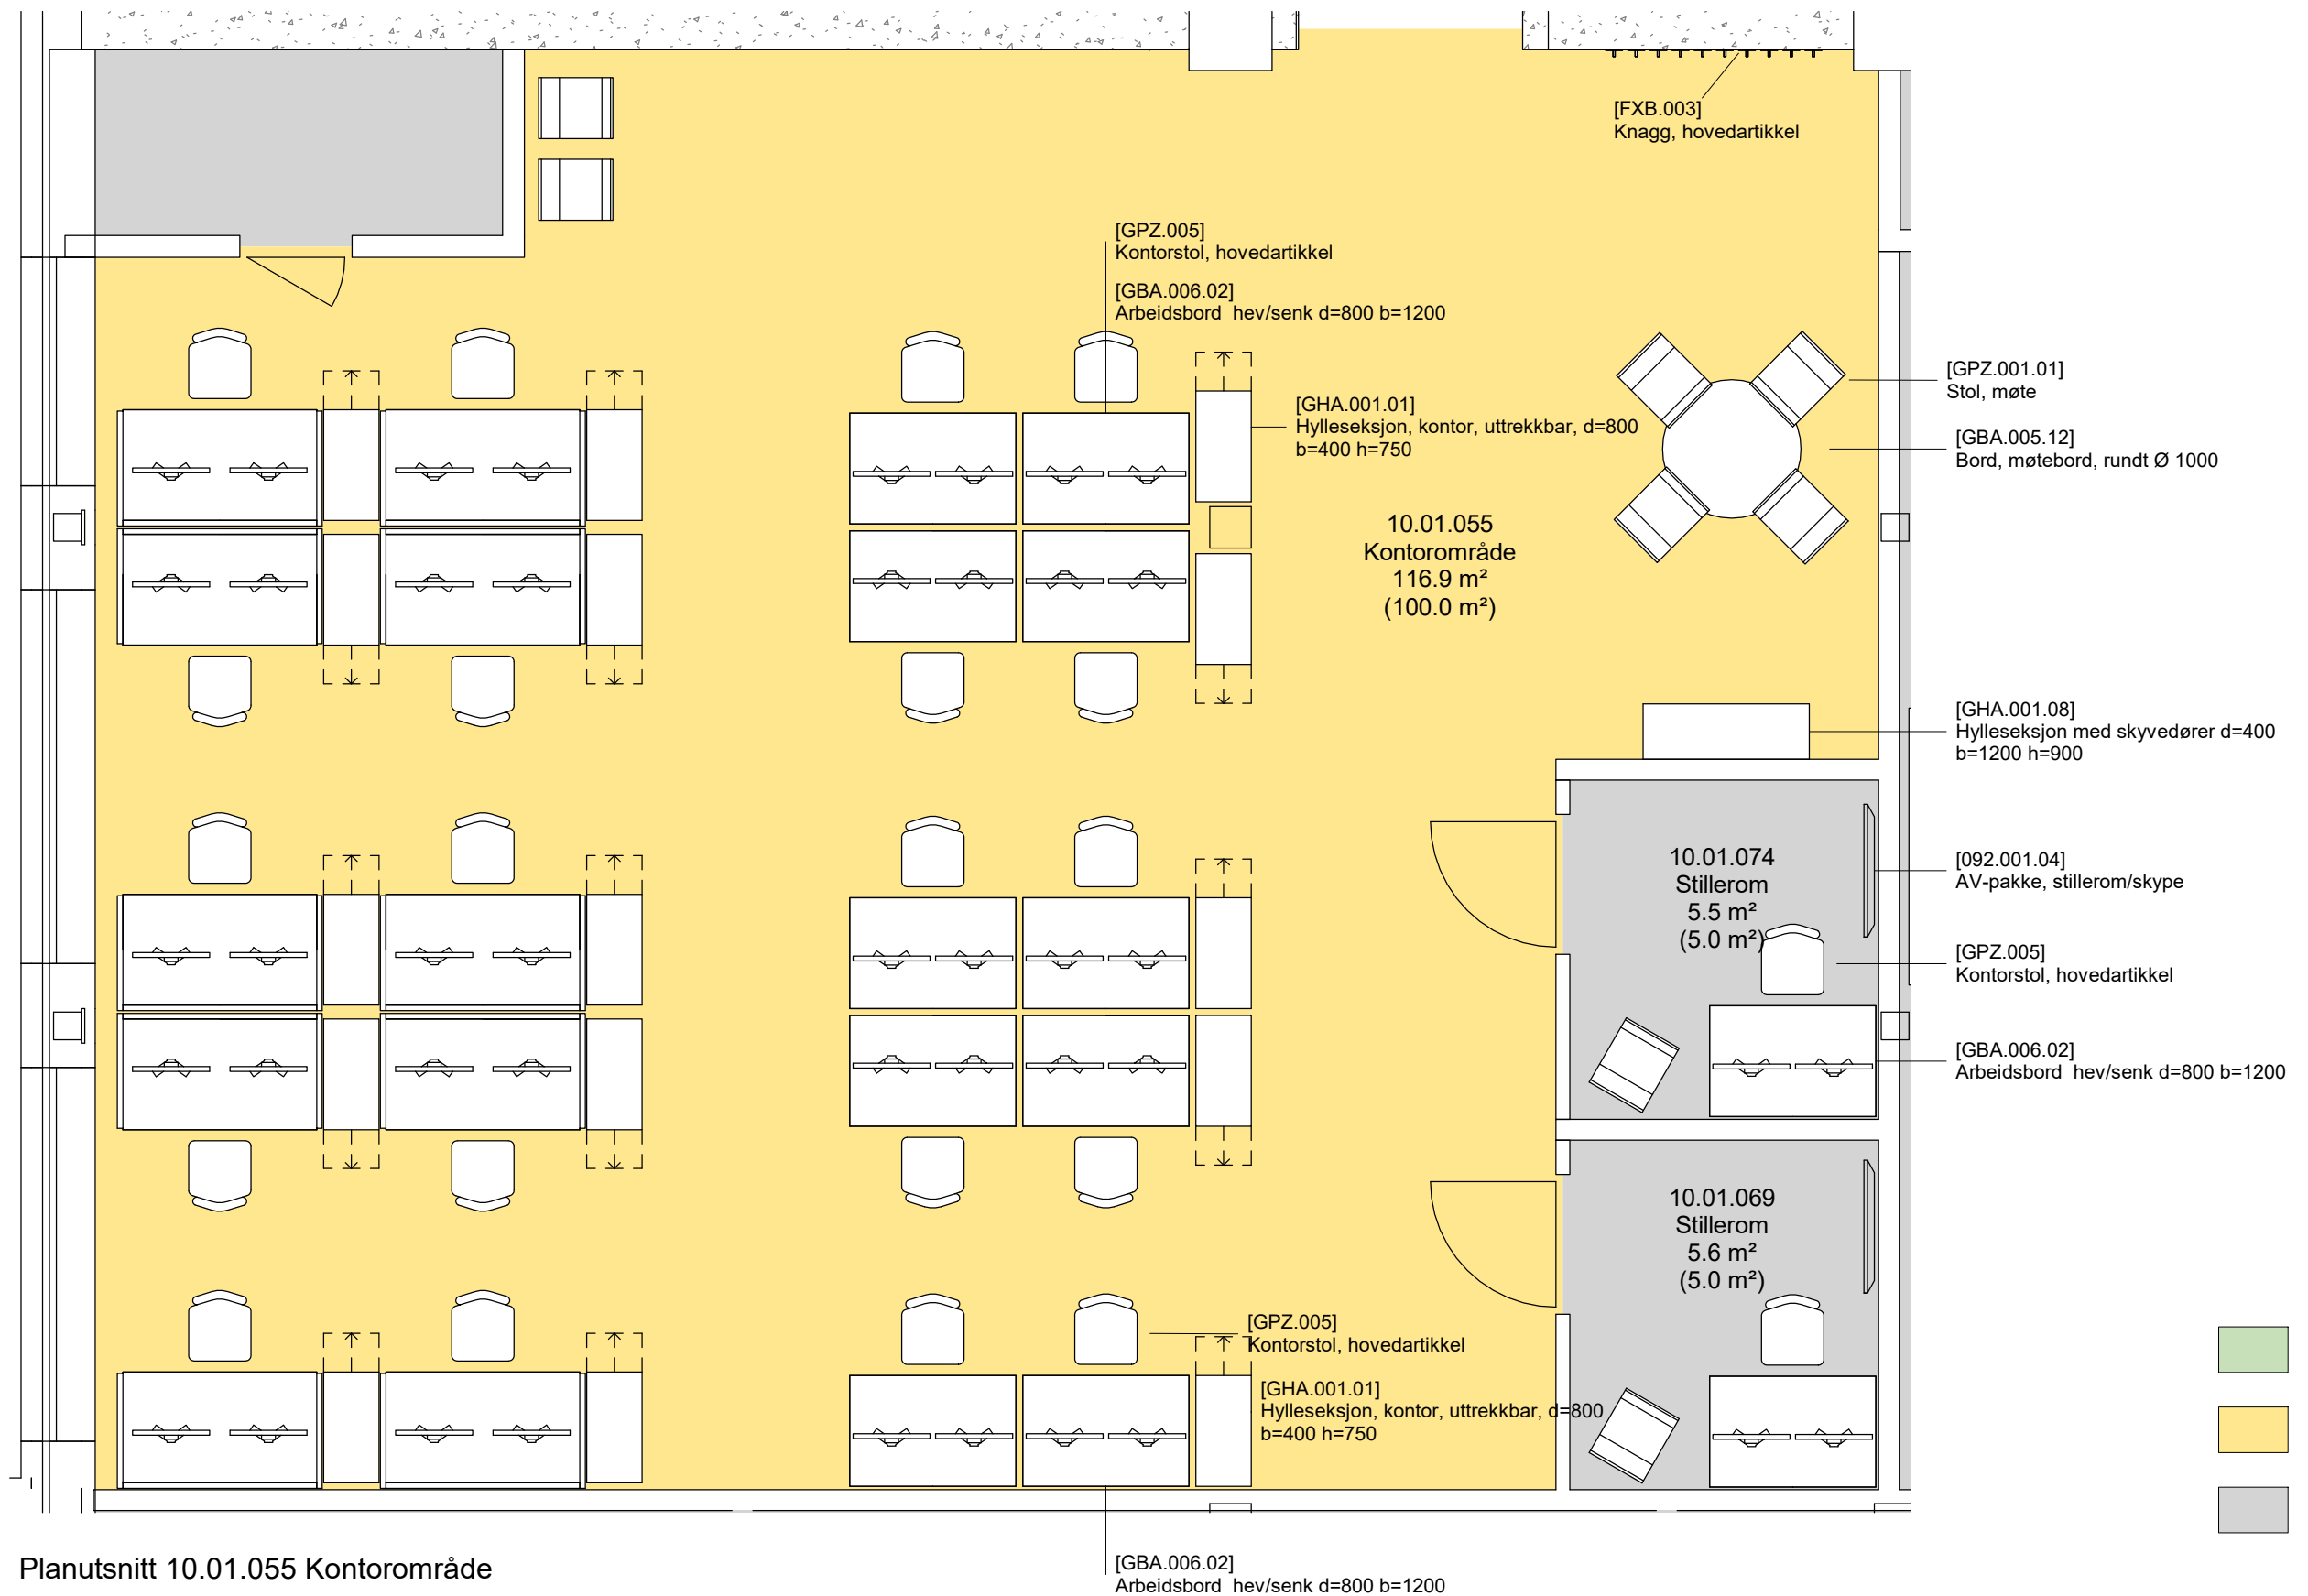 [FXB.003]
Knagg, hovedartikkel
[GPZ.005]
Kontorstol, hovedartikkel
[GBA.006.02]
Arbeidsbord  hev/senk d=800 b=1200
[GHA.001.01]
Hylleseksjon, kontor, uttrekkbar, d=800
b=400 h=750
[GPZ.001.01]
Stol, møte
[GBA.005.12]
Bord, møtebord, rundt Ø 1000
10.01.055
Kontorområde
116.9 m²
(100.0 m²)
[GHA.001.08]
Hylleseksjon med skyvedører d=400
b=1200 h=900
10.01.074
Stillerom
5.5 m²
(5.0 m²)
[092.001.04]
AV-pakke, stillerom/skype
[GPZ.005]
Kontorstol, hovedartikkel
[GBA.006.02]
Arbeidsbord  hev/senk d=800 b=1200
10.01.069
Stillerom
5.6 m²
(5.0 m²)
[GPZ.005]
Kontorstol, hovedartikkel
[GHA.001.01]
Hylleseksjon, kontor, uttrekkbar, d=800
b=400 h=750
[GBA.006.02]
Arbeidsbord  hev/senk d=800 b=1200
Planutsnitt 10.01.055 Kontorområde